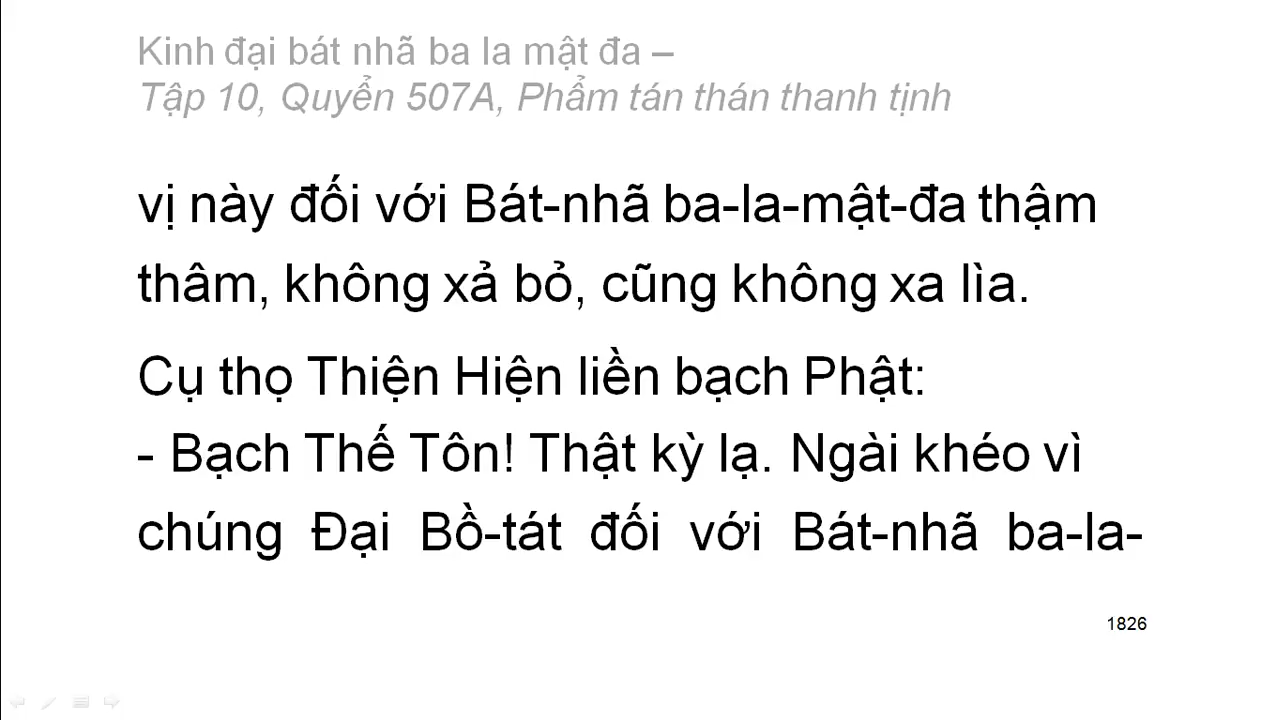 Kinh đại bát nhã ba la mật đa –
Tập 10, Quyển 507A, Phẩm tán thán thanh tịnh
vị này đối với Bát-nhã ba-la-mật-đa thậm
thâm, không xả bỏ, cũng không xa lìa.
Cụ thọ Thiện Hiện liền bạch Phật:
- Bạch Thế Tôn! Thật kỳ lạ. Ngài khéo vì
chúng Đại Bồ-tát đối với Bát-nhã ba-la-
1826